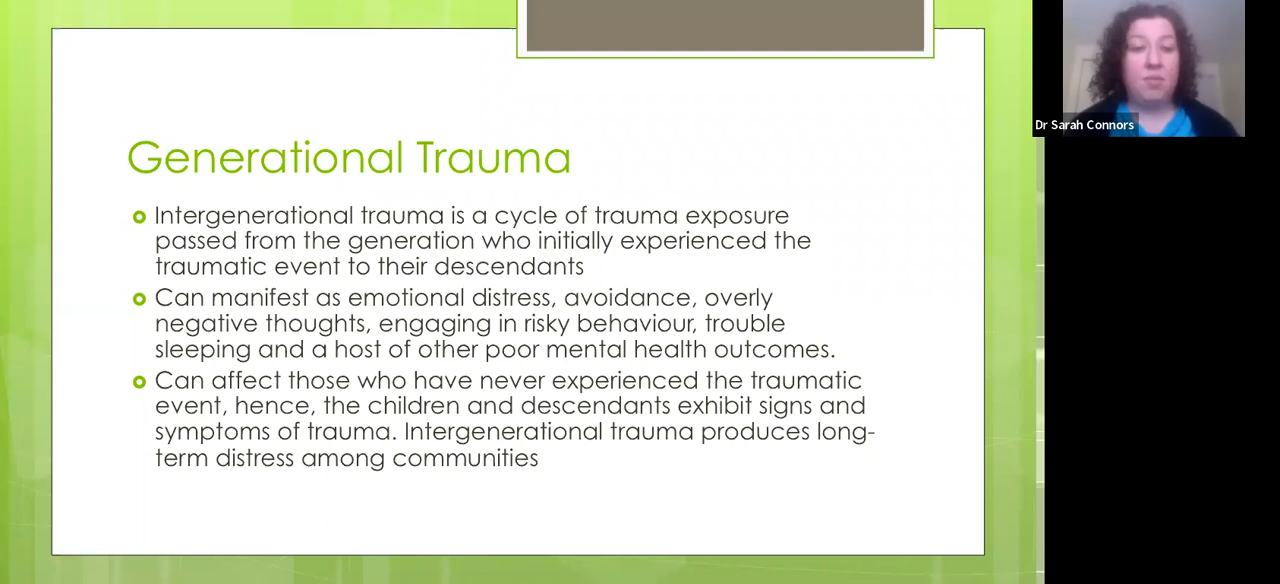 Generational Trauma
Intergenerational trauma is a cycle of trauma exposure
passed from the generation who initially experienced the
traumatic event to their descendants
Can manifest as emotional distress, avoidance, overly
negative thoughts, engaging in risky behaviour, trouble
sleeping and a host of other poor mental health outcomes.
Can affect those who have never experienced the traumatic
event, hence, the children and descendants exhibit signs and
symptoms of trauma. Intergenerational trauma produces long-
term distress among communities
Dr Sarah Connors